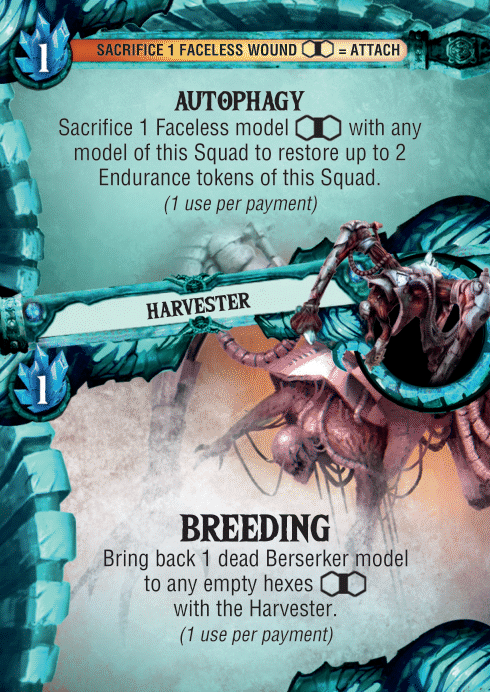 1
SACRIFICE 1 FACELESS WOUND = ATTACH
AUTOPHAGY
Sacrifice 1 Faceless model with any
model of this Squad to restore up to 2
Endurance tokens of this Squad.
(1 use per payment)
HARVESTER
1
BREEDING
Bring back 1 dead Berserker model
to any empty hexes
with the Harvester.
(1 use per payment)